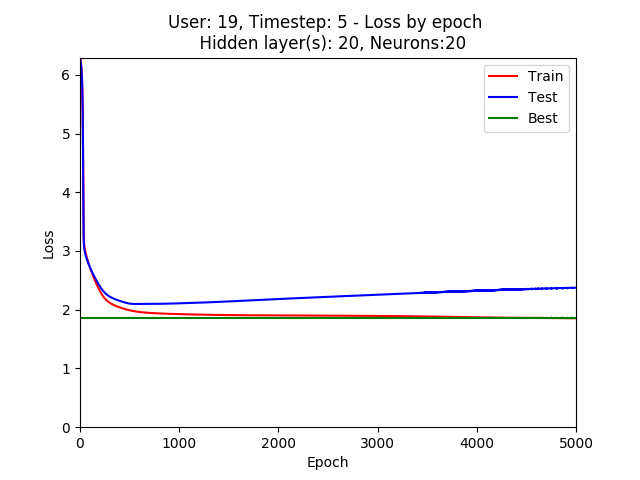 User: 19, Timestep: 5 - Loss by epoch
Hidden layer(s): 20, Neurons:20
Train
Test
Best
6
5
4
3
2
1
0
Loss
0 1000 2000 3000 4000 5000
Epoch